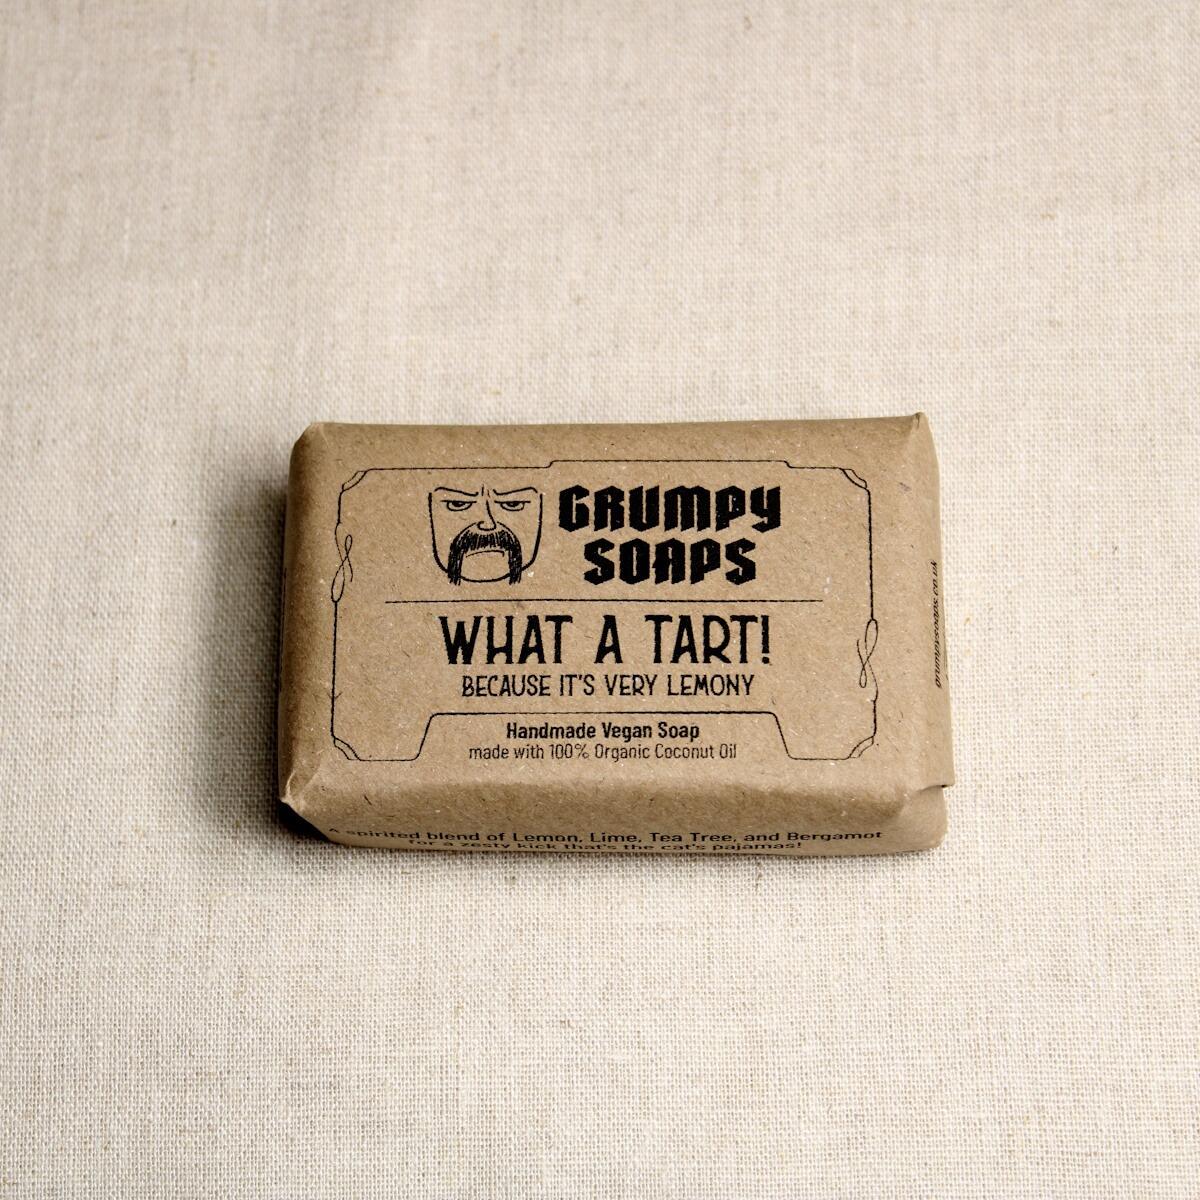 GRUMPY
SOAPS
WHAT A TART!
BECAUSE IT'S VERY LEMONY
Handmade Vegan Soap
made with 100% Organic Coconut Oil
A spirited blend of Lemon, Lime, Tea Tree, and Bergamot
for a zesty kick that's the cat's pajamas!